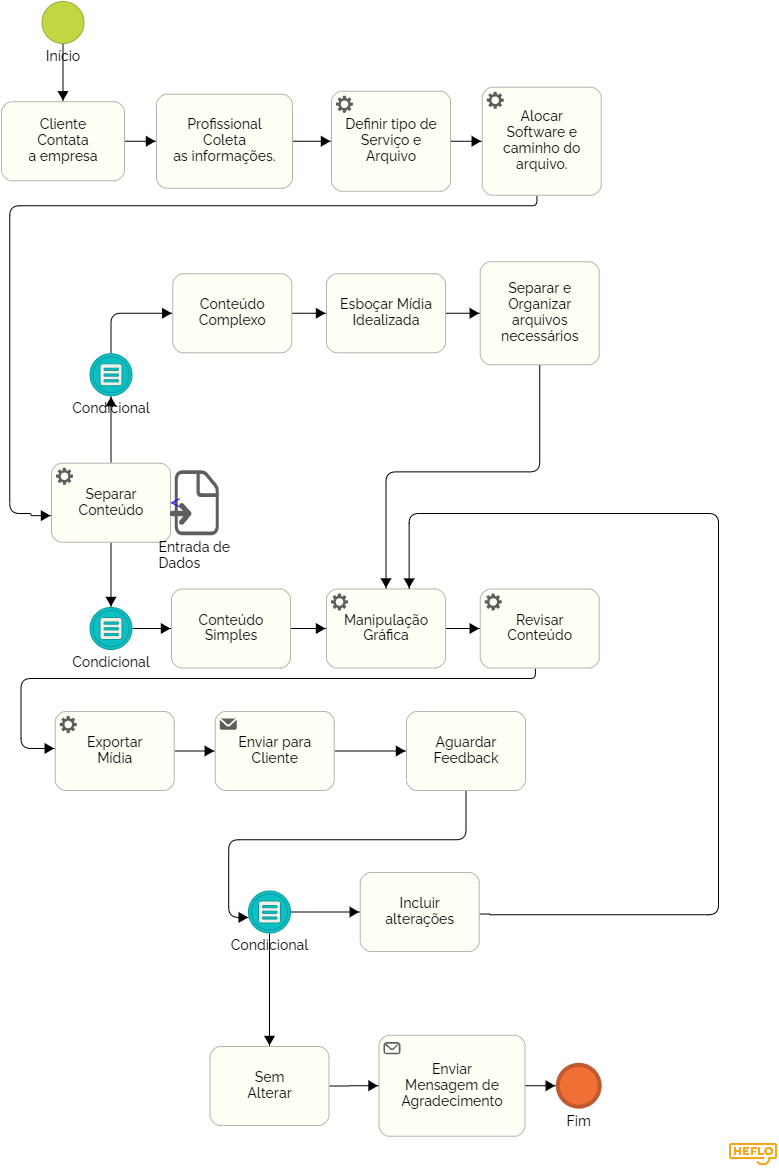 Início
Cliente
Contata
a empresa
Profissional
Coleta
as informações.
Definir tipo de
Serviço e
Arquivo
Alocar
Software e
caminho do
arquivo.
Conteúdo
Complexo
Esboçar Mídia
Idealizada
Separar e
Organizar
arquivos
necessários
Condicional
Separar
Conteúdo
Entrada de
Dados
Condicional
Conteúdo
Simples
Manipulação
Gráfica
Revisar
Conteúdo
Exportar
Mídia
Enviar para
Cliente
Aguardar
Feedback
Condicional
Incluir
alterações
Sem
Alterar
Enviar
Mensagem de
Agradecimento
Fim
HEFLO